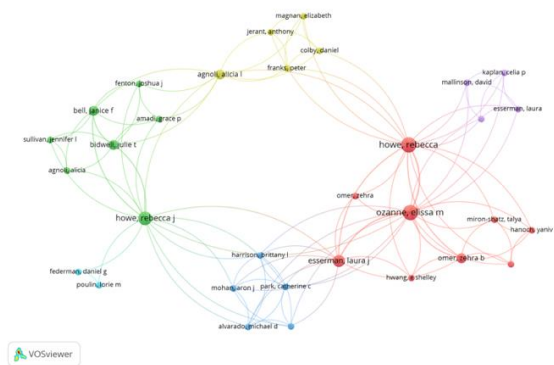 magnan, elizabeth
jerant, anthony
colby, daniel
franks, peter
agnoli, alicia l
kaplan, celia p
mallinson, david
fenton, joshua j
esserman, laura
bell, janice f
amadi, grace p
sullivan, jennifer l
bidwell, julie t
howe, rebecca
agnoli, alicia
omer, zehra
ozanne, elissa m
howe, rebecca j
miron-shatz, talya
hanoch, yaniv
harrison, brittany l
esserman, laura j
omer, zehra b
federman, daniel g
hwang, e shelley
poulin, lorie m
mohan, aron j
park, catherine c
alvarado, michael d
VOSviewer